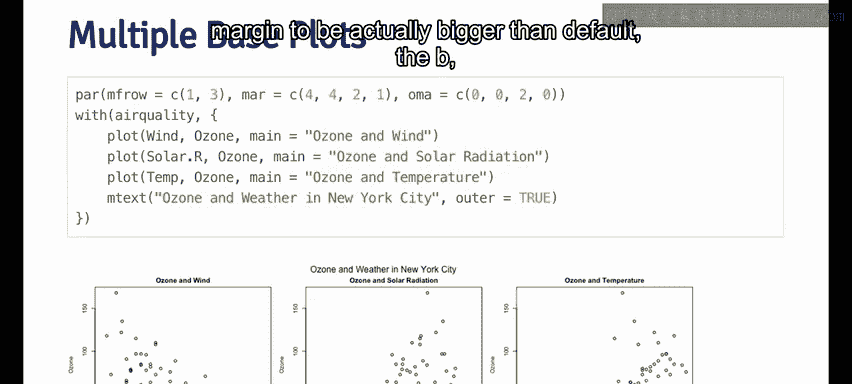 Multiple Base Plots
margin to be actually bigger than default,
the b,
par(mfrow = c(1, 3), mar = c(4, 4, 2, 1), oma = c(0, 0, 2, 0))
with(airquality, {
plot(Wind, Ozone, main = "Ozone and Wind")
plot(Solar.R, Ozone, main = "Ozone and Solar Radiation")
plot(Temp, Ozone, main = "Ozone and Temperature")
mtext("Ozone and Weather in New York City", outer = TRUE)
})
Ozone and Weather in New York City
Ozone and Wind
Ozone and Solar Radiation
Ozone and Temperature
150
100
Ozone
150
100
Ozone
150
100
Ozone